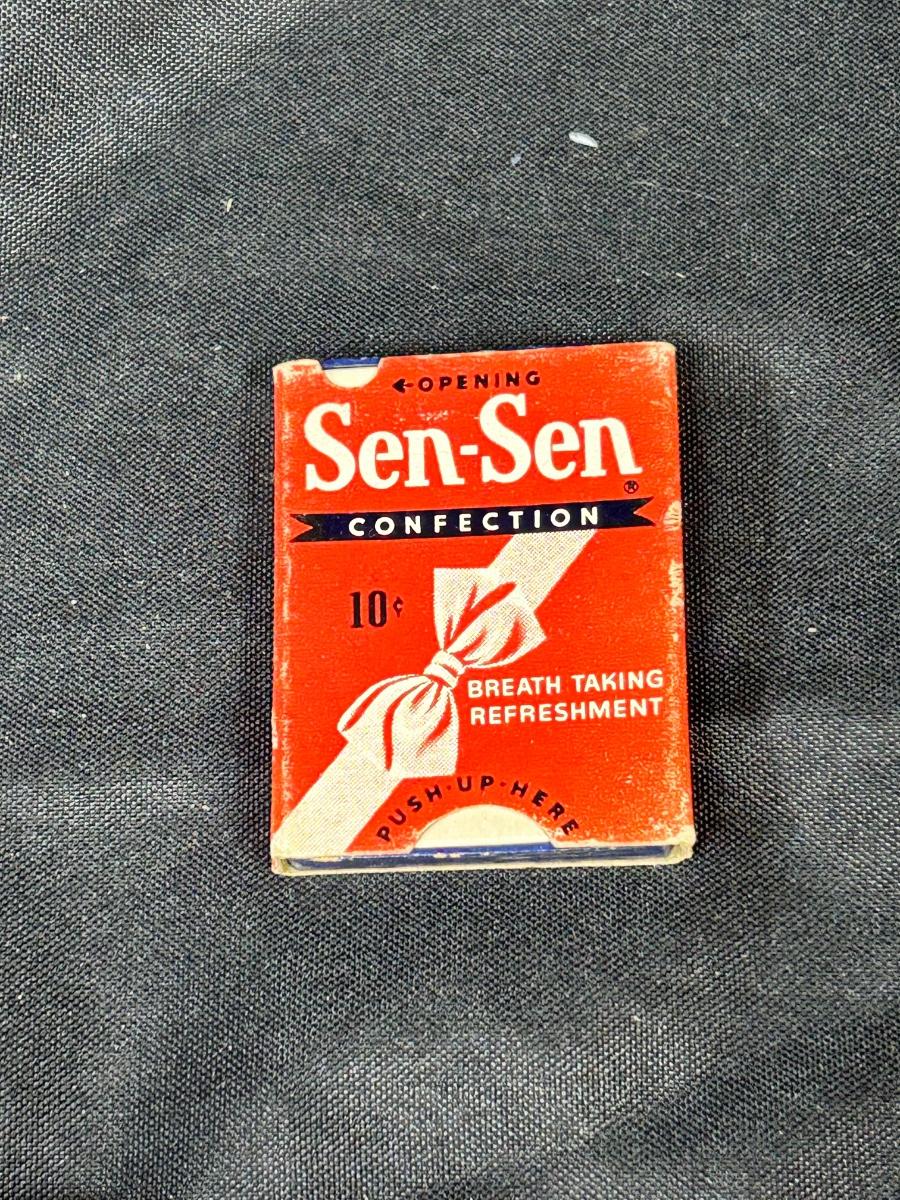 ←OPENING
Sen-Sen®
CONFECTION
10¢
BREATH TAKING
REFRESHMENT
PUSH·UP·HERE